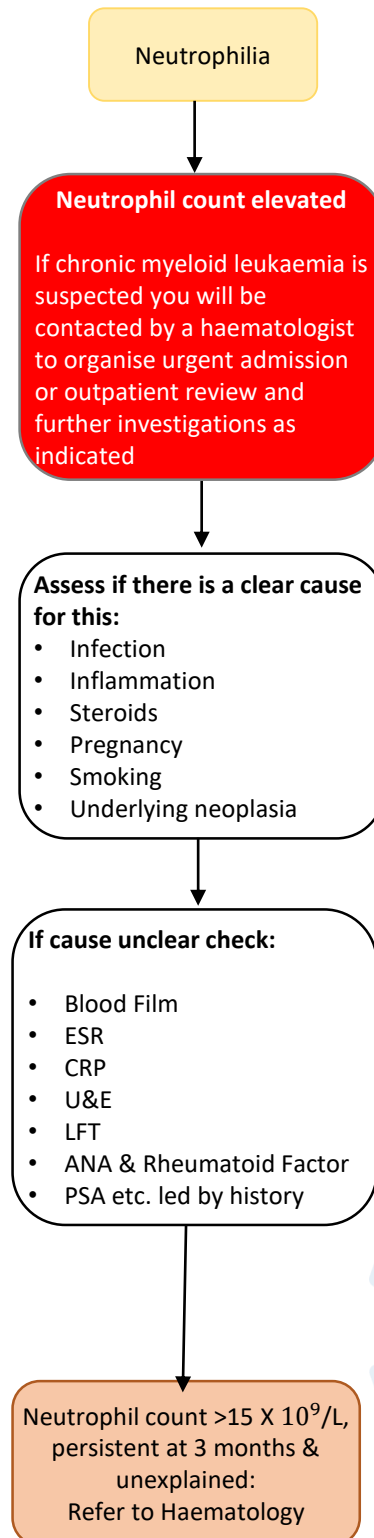 Neutrophilia
Neutrophil count elevated
If chronic myeloid leukaemia is
suspected you will be
contacted by a haematologist
to organise urgent admission
or outpatient review and
further investigations as
indicated
Assess if there is a clear cause
for this:
• Infection
• Inflammation
• Steroids
• Pregnancy
• Smoking
• Underlying neoplasia
If cause unclear check:
• Blood Film
• ESR
• CRP
• U&E
• LFT
• ANA & Rheumatoid Factor
• PSA etc. led by history
Neutrophil count >15 X 10⁹/L,
persistent at 3 months &
unexplained:
Refer to Haematology